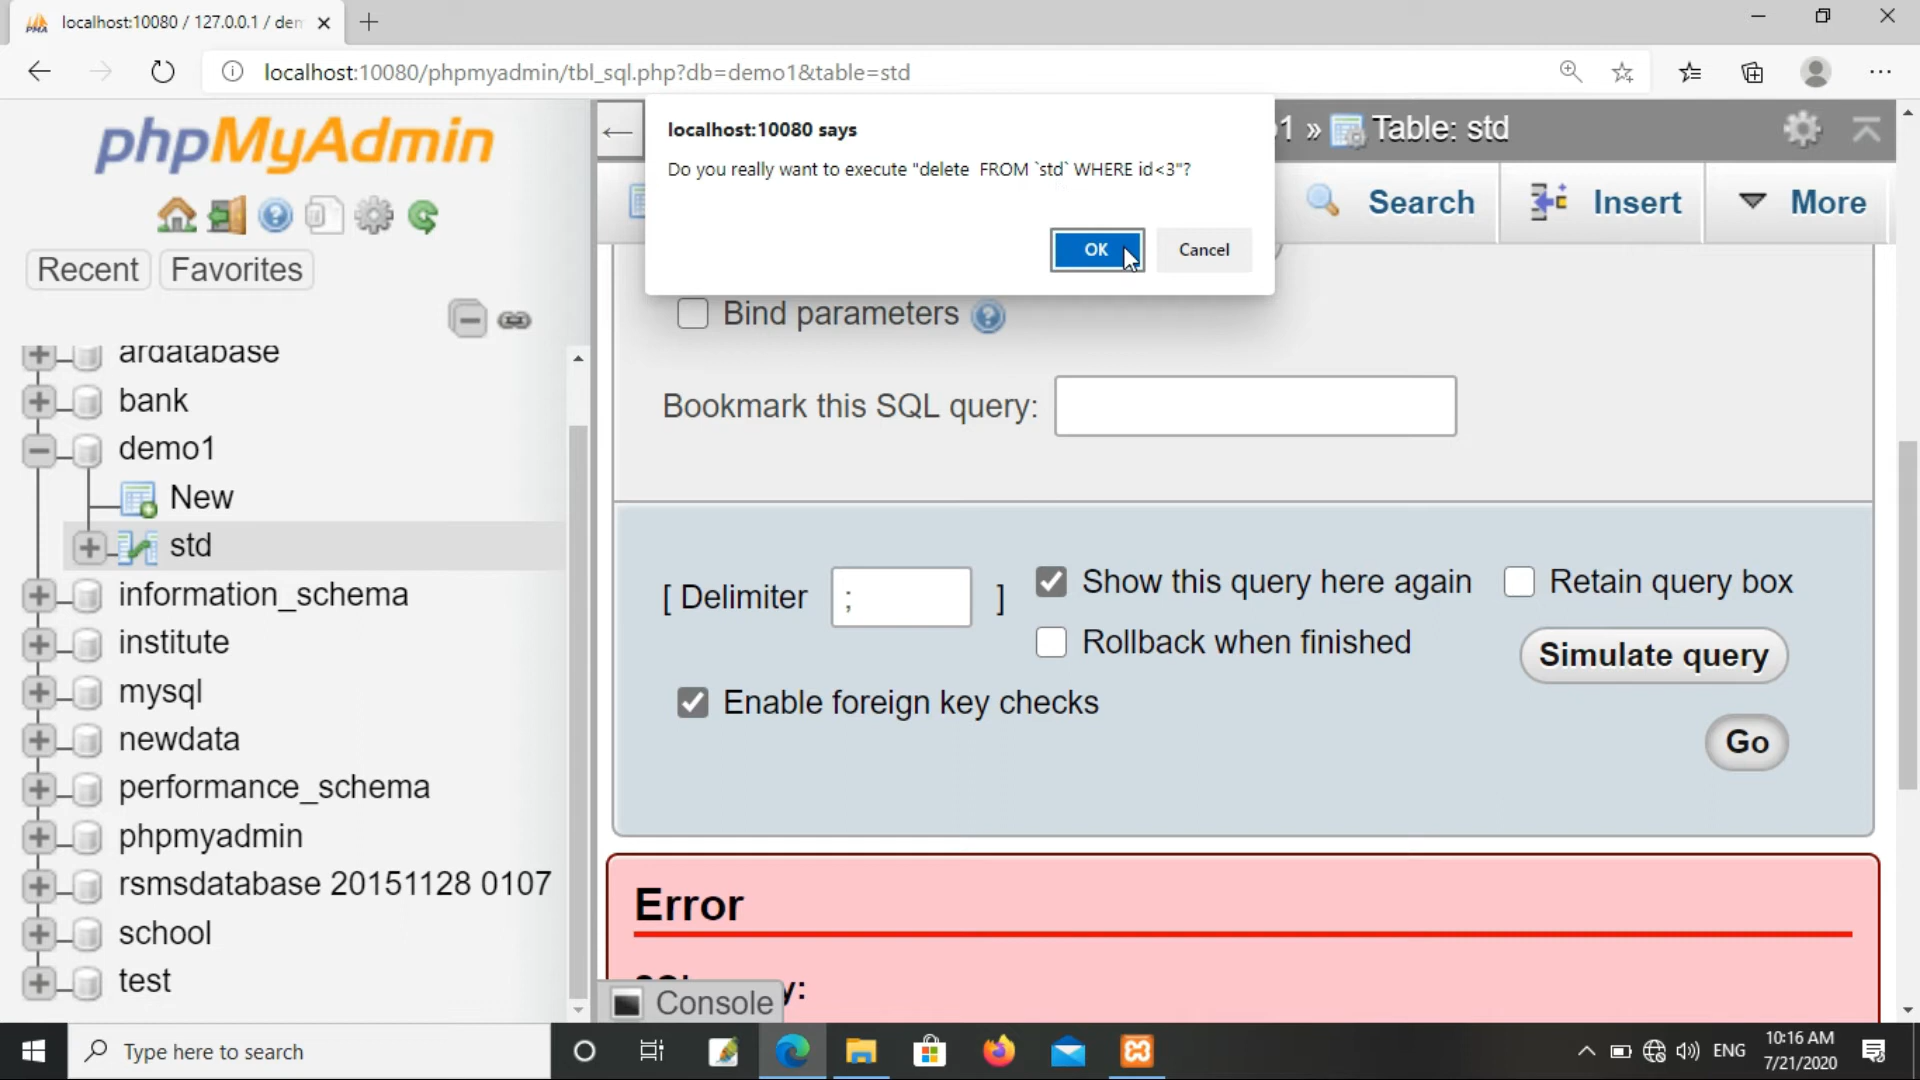 localhost:10080 / 127.0.0.1 / den
localhost:10080/phpmyadmin/tbl_sql.php?db=demo1&table=std
phpMyAdmin
Recent
Favorites
ardatabase
bank
demo1
New
std
information_schema
institute
mysql
newdata
performance_schema
phpmyadmin
rsmsdatabase 20151128 0107
school
test
localhost:10080 says
Do you really want to execute "delete  FROM `std` WHERE id<3"?
OK
Cancel
1 » Table: std
Search
Insert
More
Bind parameters
Bookmark this SQL query:
[ Delimiter ; ]
Show this query here again
Retain query box
Rollback when finished
Simulate query
Enable foreign key checks
Go
Error
Console
Type here to search
ENG
10:16 AM
7/21/2020